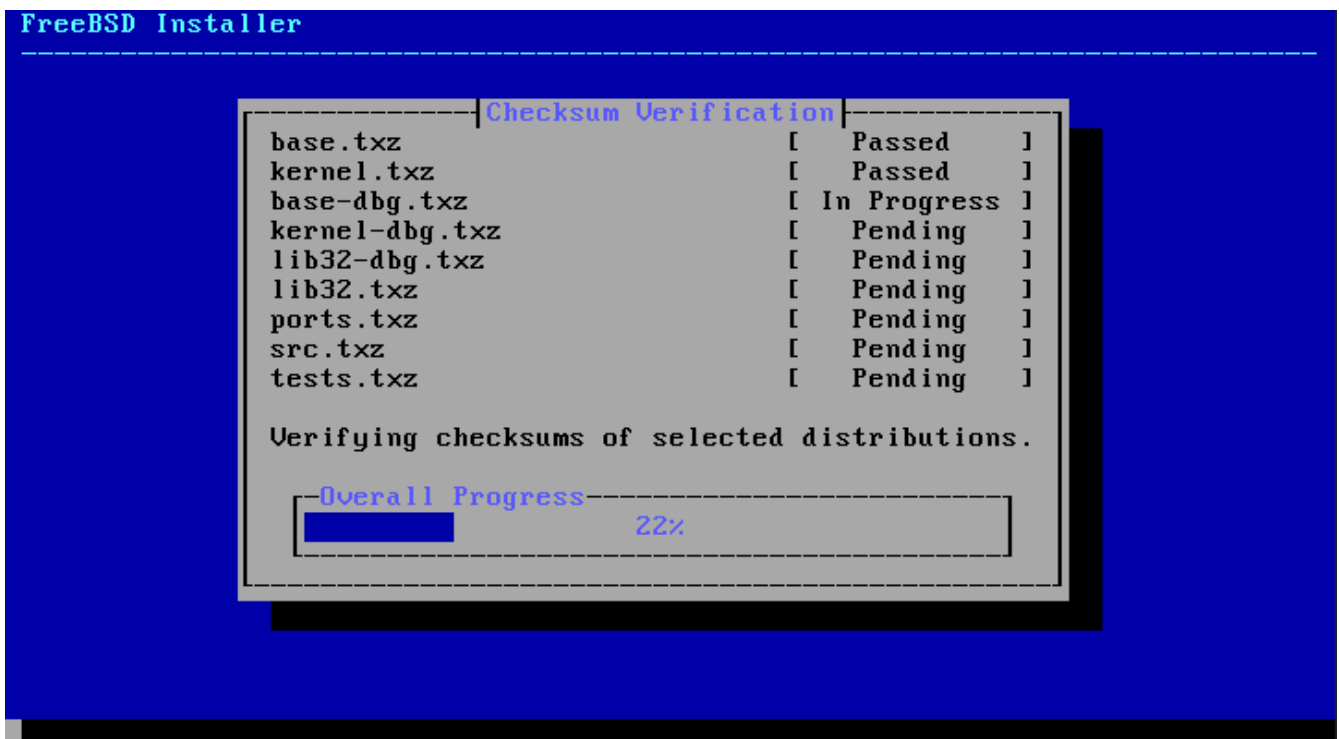 FreeBSD Installer
Checksum Verification
base.txz [ Passed ]
kernel.txz [ Passed ]
base-dbg.txz [ In Progress ]
kernel-dbg.txz [ Pending ]
lib32-dbg.txz [ Pending ]
lib32.txz [ Pending ]
ports.txz [ Pending ]
src.txz [ Pending ]
tests.txz [ Pending ]
Verifying checksums of selected distributions.
Overall Progress
22%